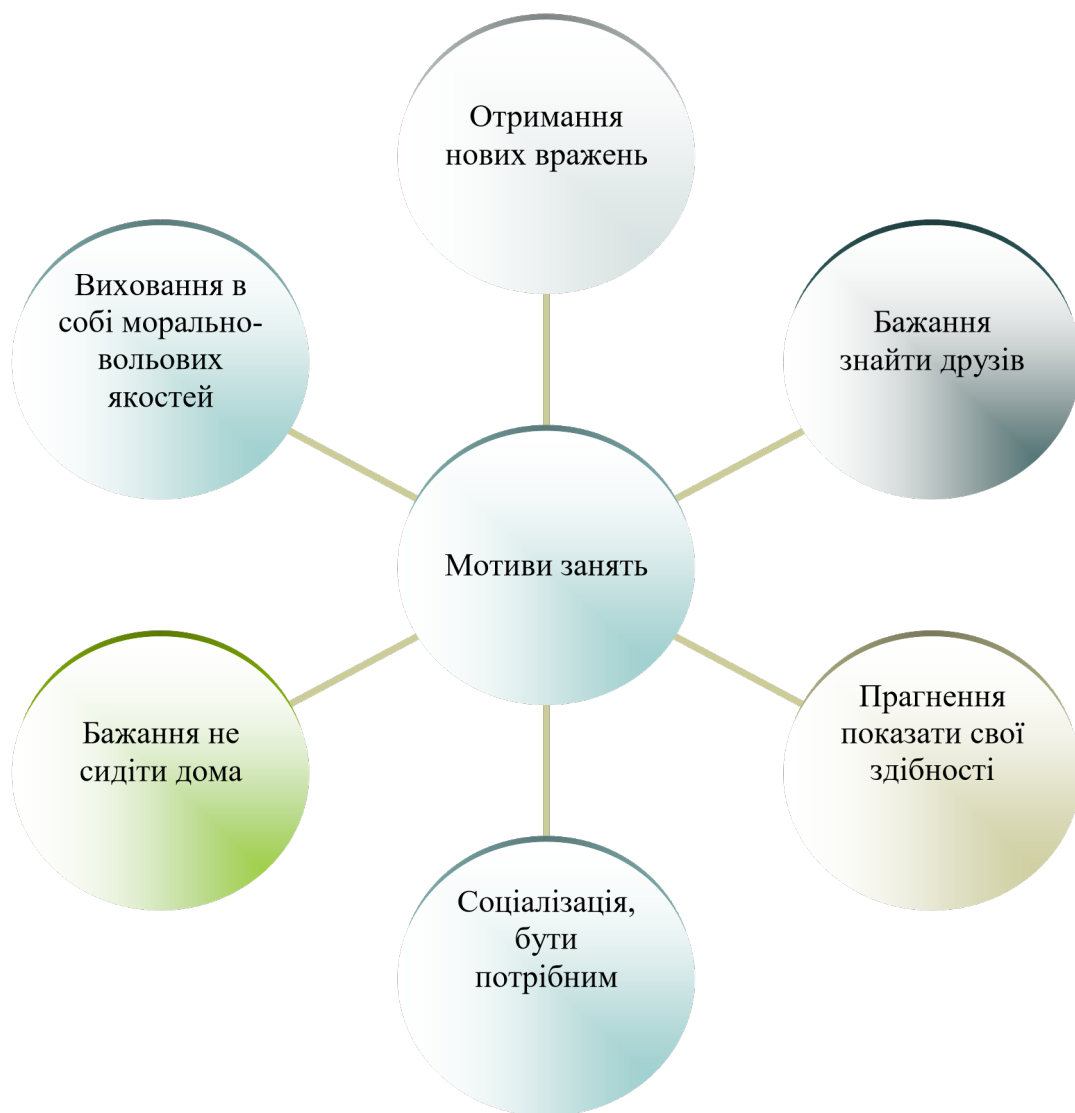 Отримання
нових вражень
Виховання в
собі морально-
вольових
якостей
Бажання
знайти друзів
Мотиви занять
Бажання не
сидіти дома
Прагнення
показати свої
здібності
Соціалізація,
бути
потрібним